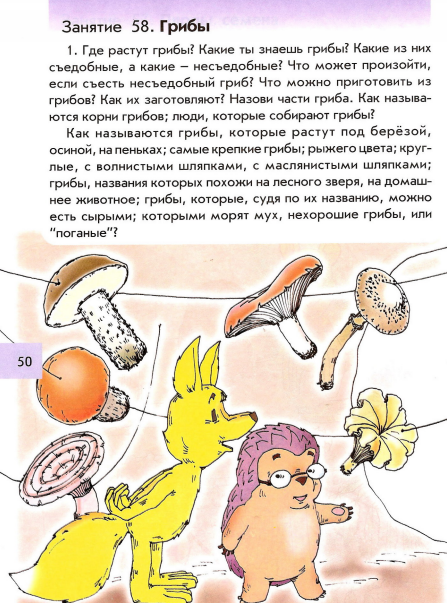 Занятие 58. Грибы
1. Где растут грибы? Какие ты знаешь грибы? Какие из них
съедобные, а какие – несъедобные? Что может произойти,
если съесть несъедобный гриб? Что можно приготовить из
грибов? Как их заготовляют? Назови части гриба. Как называ-
ются корни грибов; люди, которые собирают грибы?
Как называются грибы, которые растут под берёзой,
осиной, на пеньках; самые крепкие грибы; рыжего цвета; круг-
лые, с волнистыми шляпками, с маслянистыми шляпками;
грибы, названия которых похожи на лесного зверя, на домаш-
нее животное; грибы, которые, судя по их названию, можно
есть сырыми; которыми морят мух, нехорошие грибы, или
"поганые"?
50